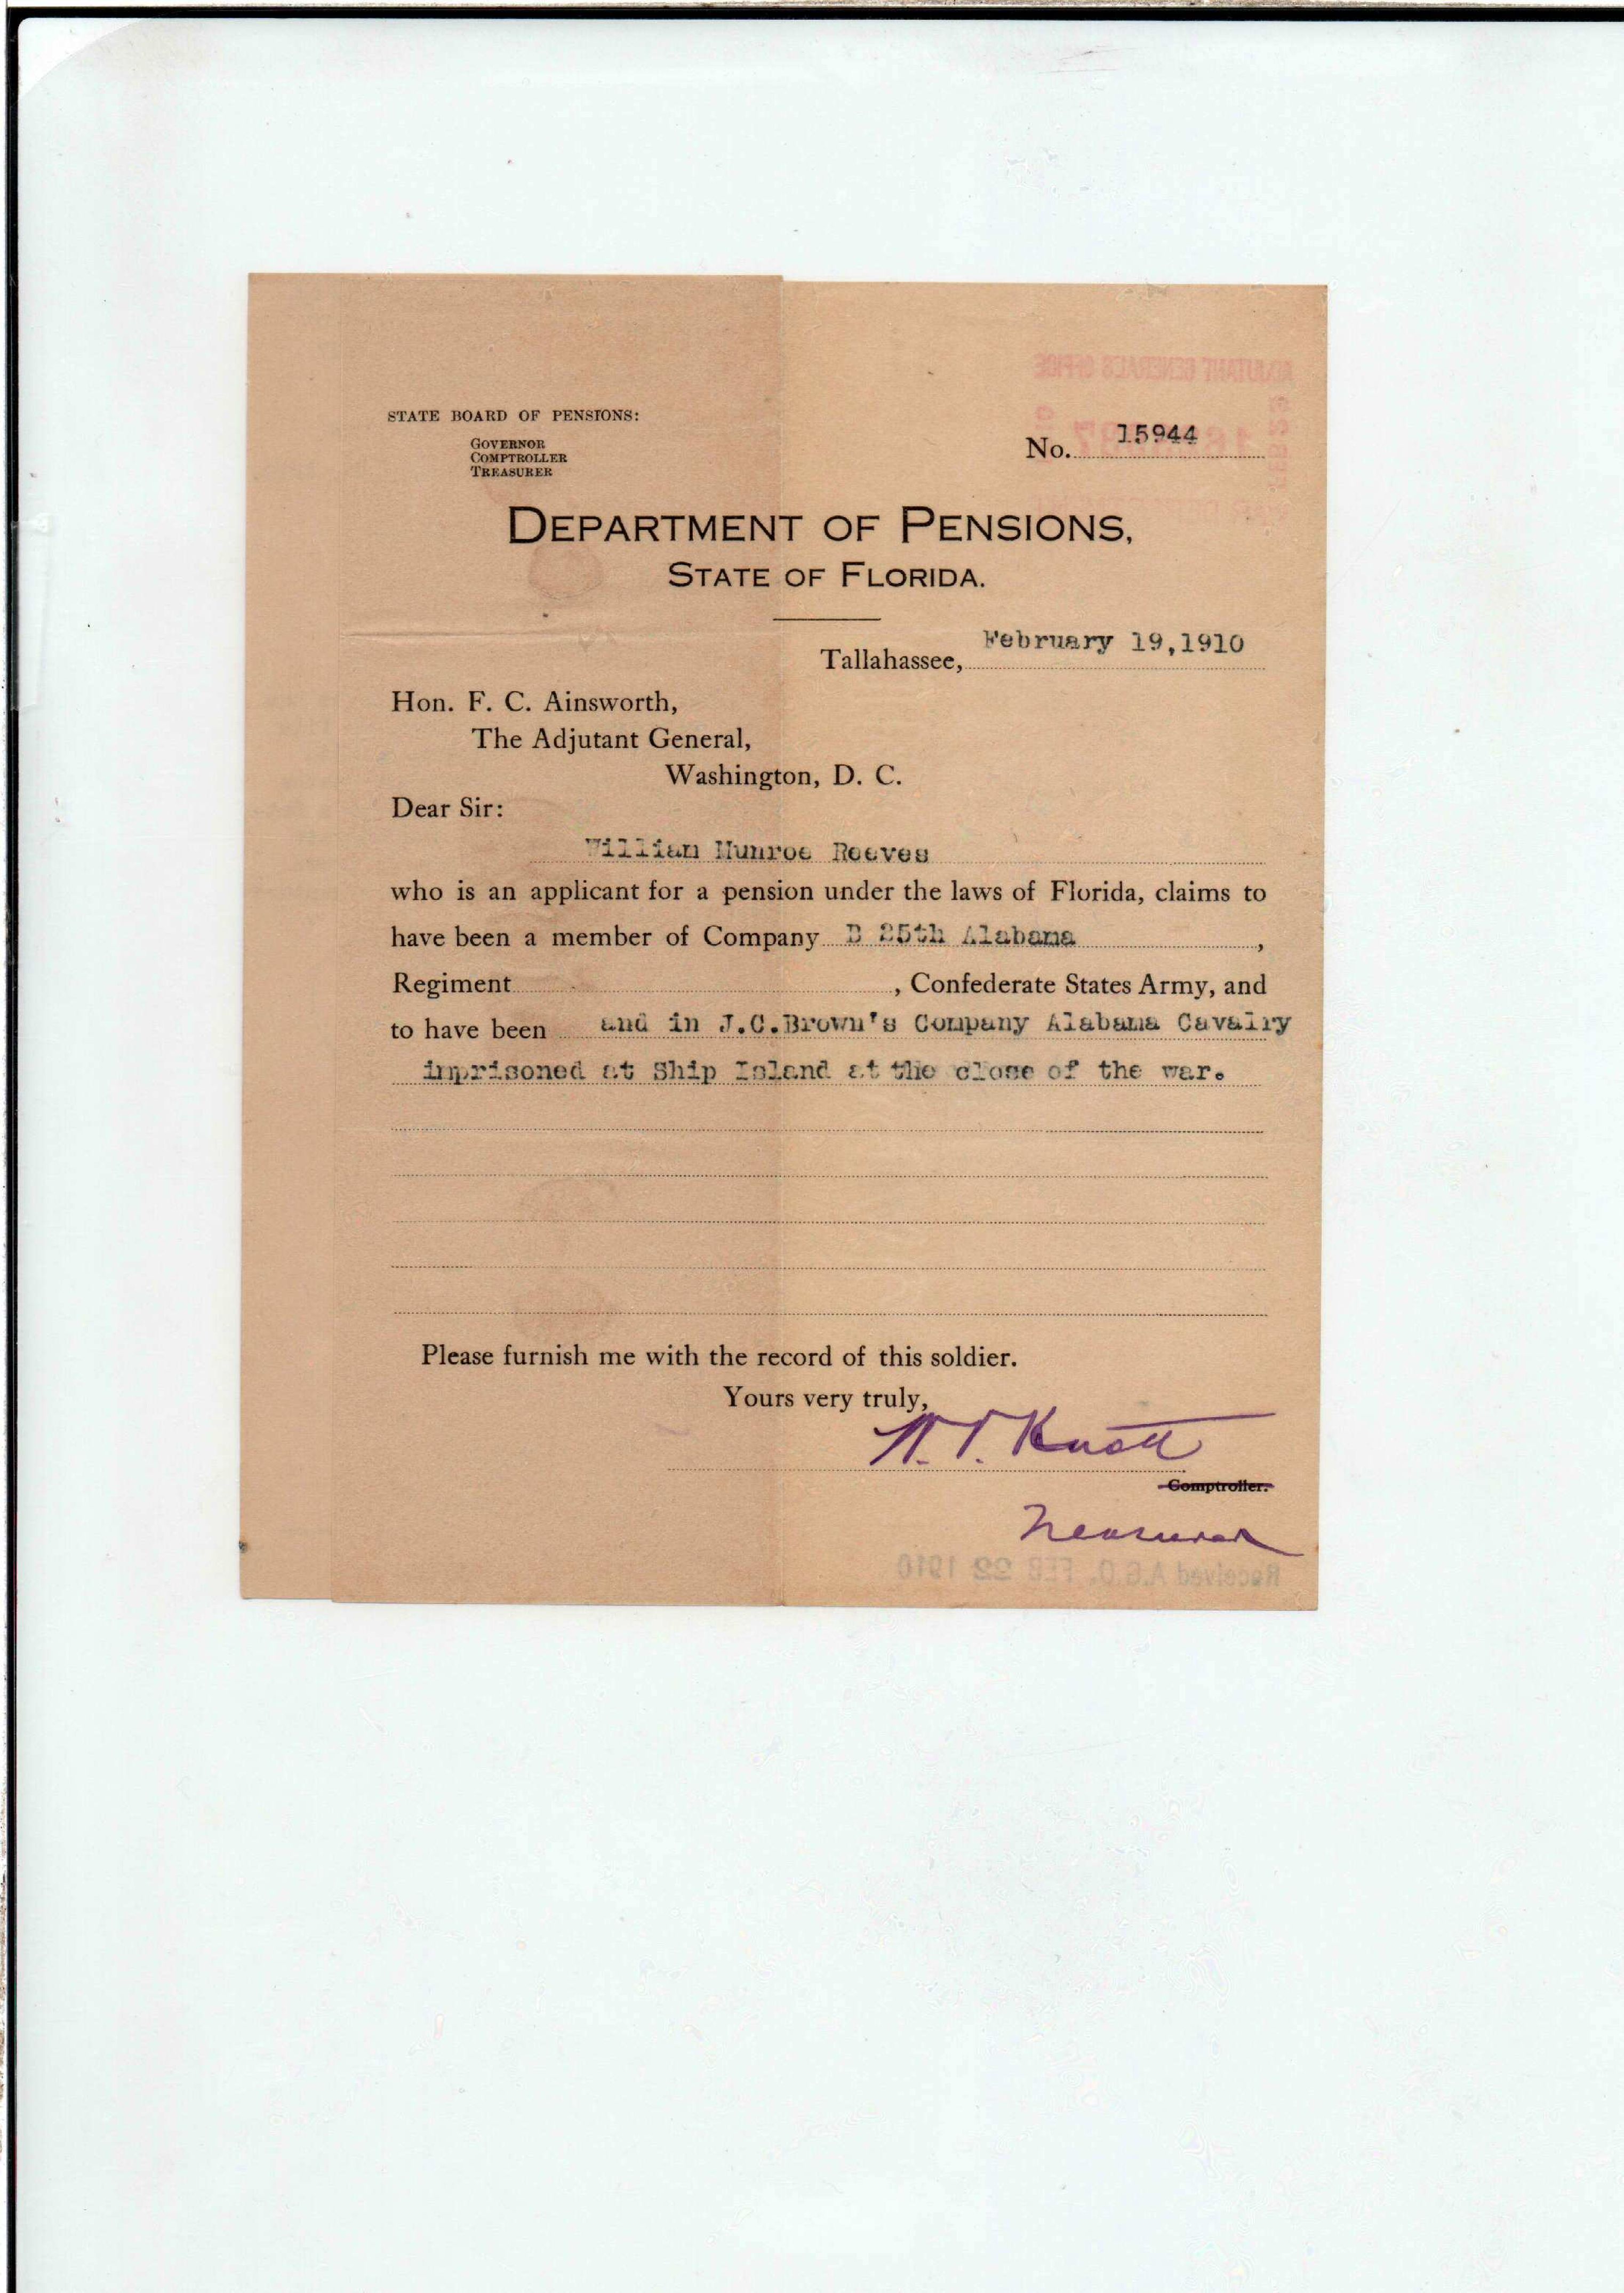 STATE BOARD OF PENSIONS:
GOVERNOR
COMPTROLLER
TREASURER
No. 15944
DEPARTMENT OF PENSIONS,
STATE OF FLORIDA.
Tallahassee, February 19,1910
Hon. F. C. Ainsworth,
The Adjutant General,
Washington, D. C.
Dear Sir:
Willian Munroe Reeves
who is an applicant for a pension under the laws of Florida, claims to
have been a member of Company B 25th Alabama,
Regiment, Confederate States Army, and
to have been and in J.C.Brown's Company Alabama Cavalry
imprisoned at Ship Island at the close of the war.
Please furnish me with the record of this soldier.
Yours very truly,
W. V. Knott
Comptroller.
Treasurer
Received A.G.O. FEB 22 1910
ADJUTANT GENERAL'S OFFICE